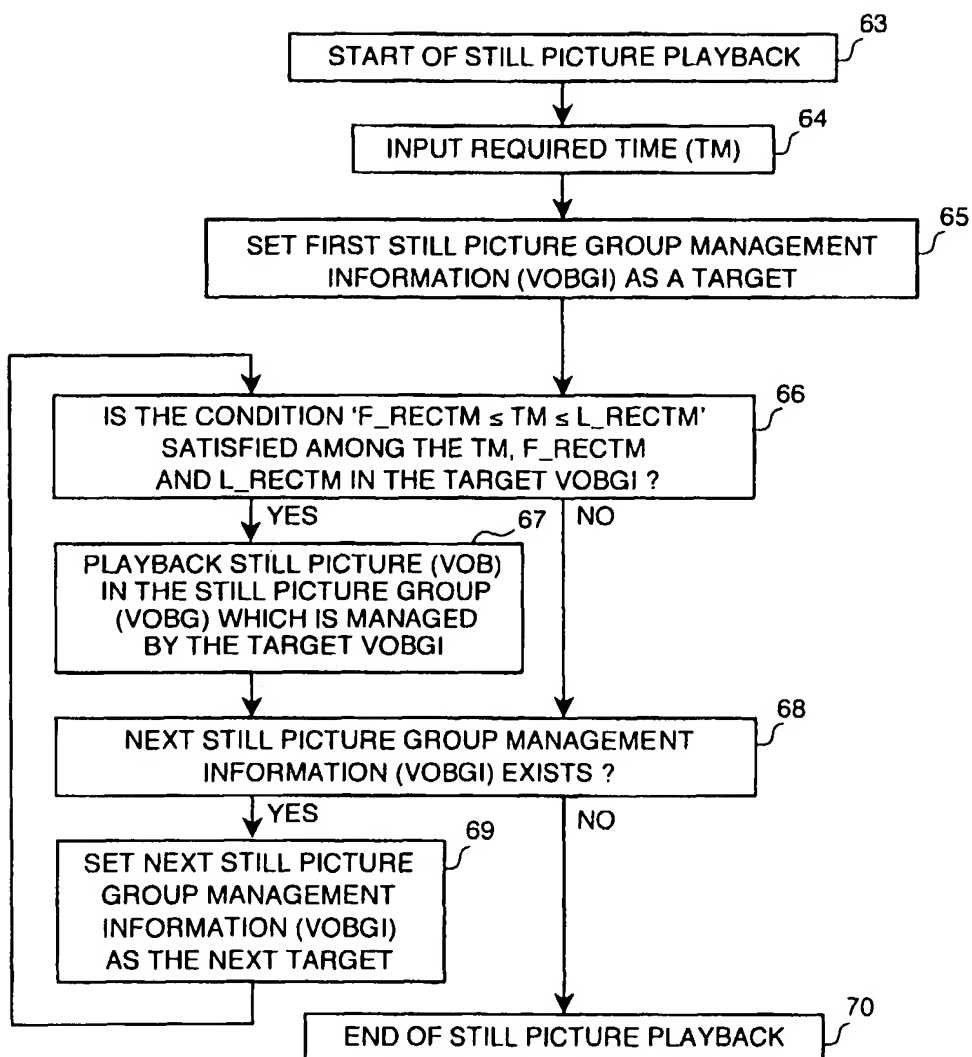 63
START OF STILL PICTURE PLAYBACK
64
INPUT REQUIRED TIME (TM)
65
SET FIRST STILL PICTURE GROUP MANAGEMENT
INFORMATION (VOBGI) AS A TARGET
66
IS THE CONDITION 'F_RECTM ≤ TM ≤ L_RECTM'
SATISFIED AMONG THE TM, F_RECTM
AND L_RECTM IN THE TARGET VOBGI ?
YES
67
NO
PLAYBACK STILL PICTURE (VOB)
IN THE STILL PICTURE GROUP
(VOBG) WHICH IS MANAGED
BY THE TARGET VOBGI
68
NEXT STILL PICTURE GROUP MANAGEMENT
INFORMATION (VOBGI) EXISTS ?
YES
69
NO
SET NEXT STILL PICTURE
GROUP MANAGEMENT
INFORMATION (VOBGI)
AS THE NEXT TARGET
70
END OF STILL PICTURE PLAYBACK